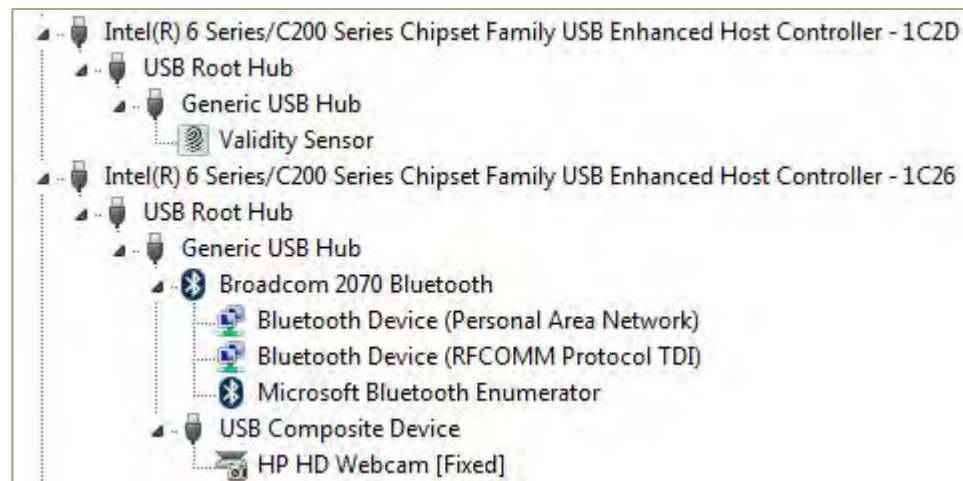 Intel(R) 6 Series/C200 Series Chipset Family USB Enhanced Host Controller - 1C2D
USB Root Hub
Generic USB Hub
Validity Sensor
Intel(R) 6 Series/C200 Series Chipset Family USB Enhanced Host Controller - 1C26
USB Root Hub
Generic USB Hub
Broadcom 2070 Bluetooth
Bluetooth Device (Personal Area Network)
Bluetooth Device (RFCOMM Protocol TDI)
Microsoft Bluetooth Enumerator
USB Composite Device
HP HD Webcam [Fixed]